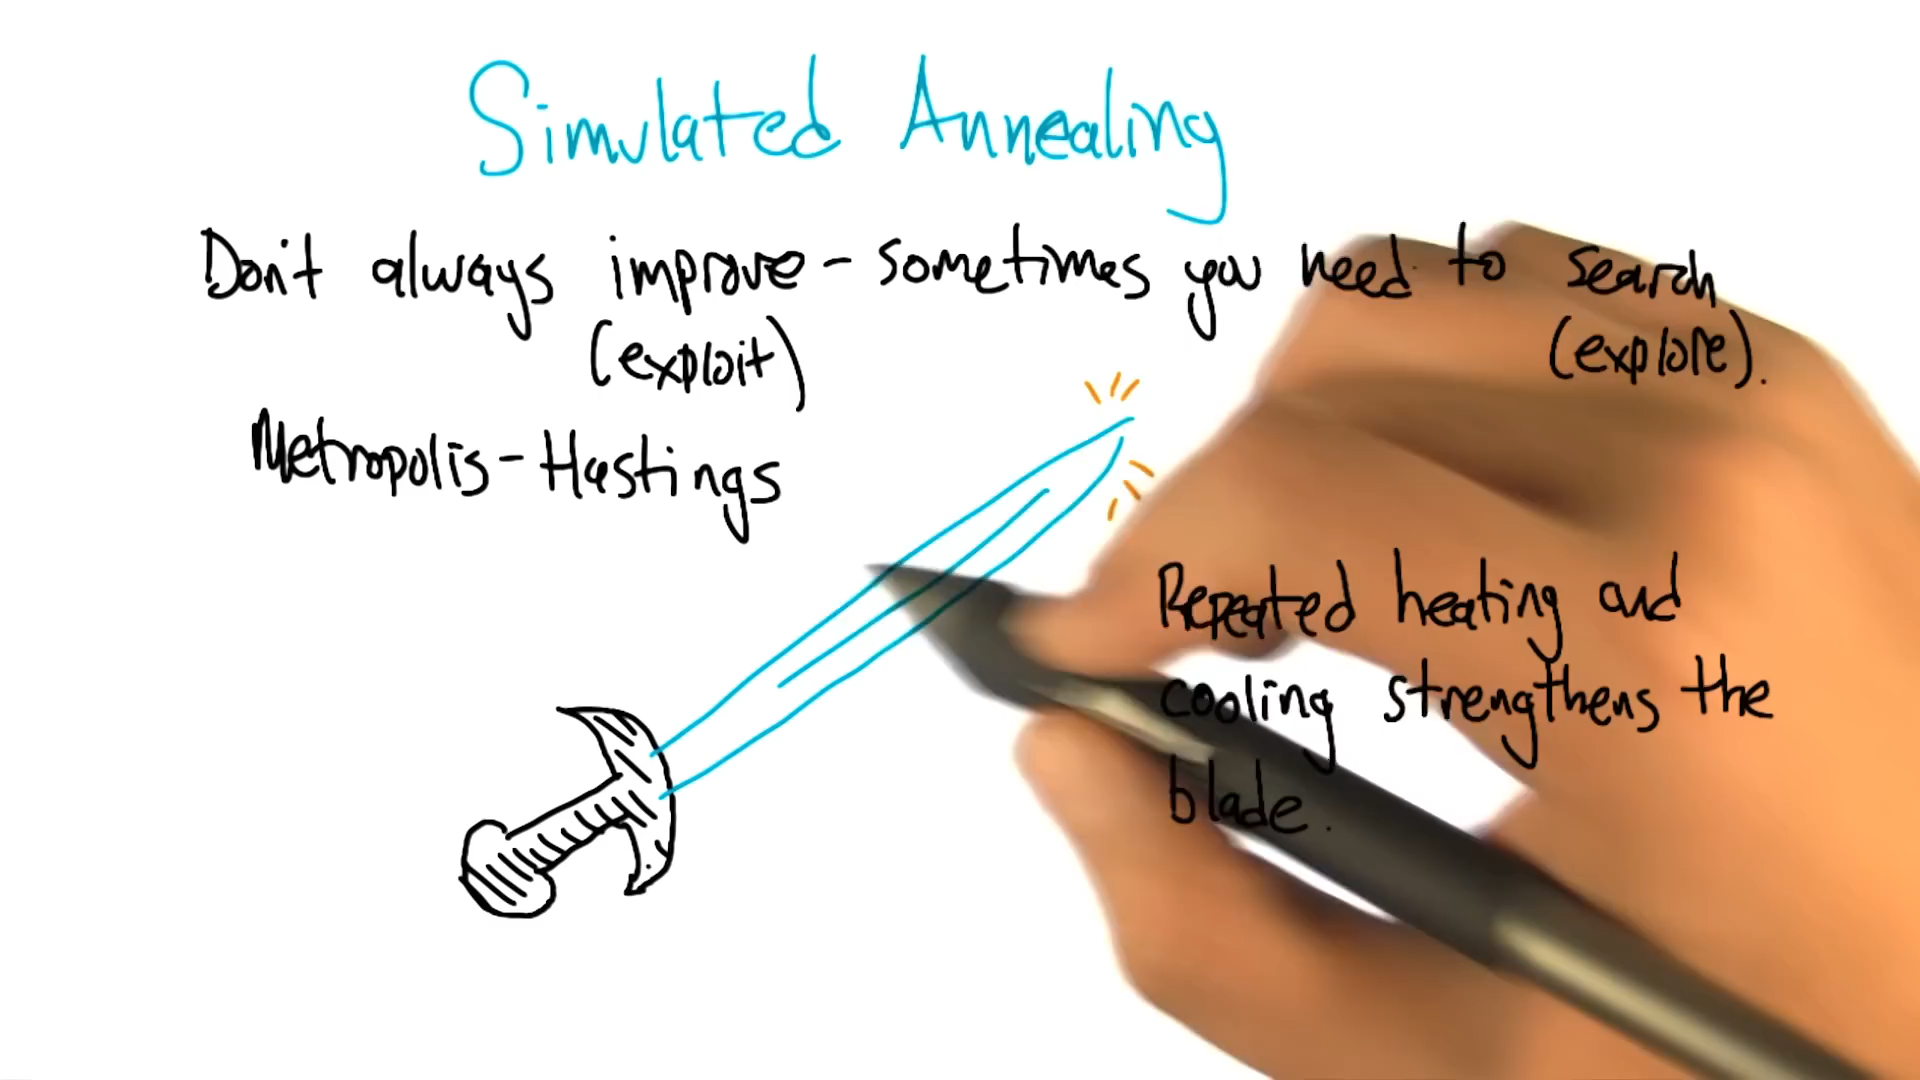 Simulated Annealing
Don't always improve - sometimes you need to search
(exploit) (explore).
Metropolis - Hastings
Repeated heating and
cooling strengthens the
blade.